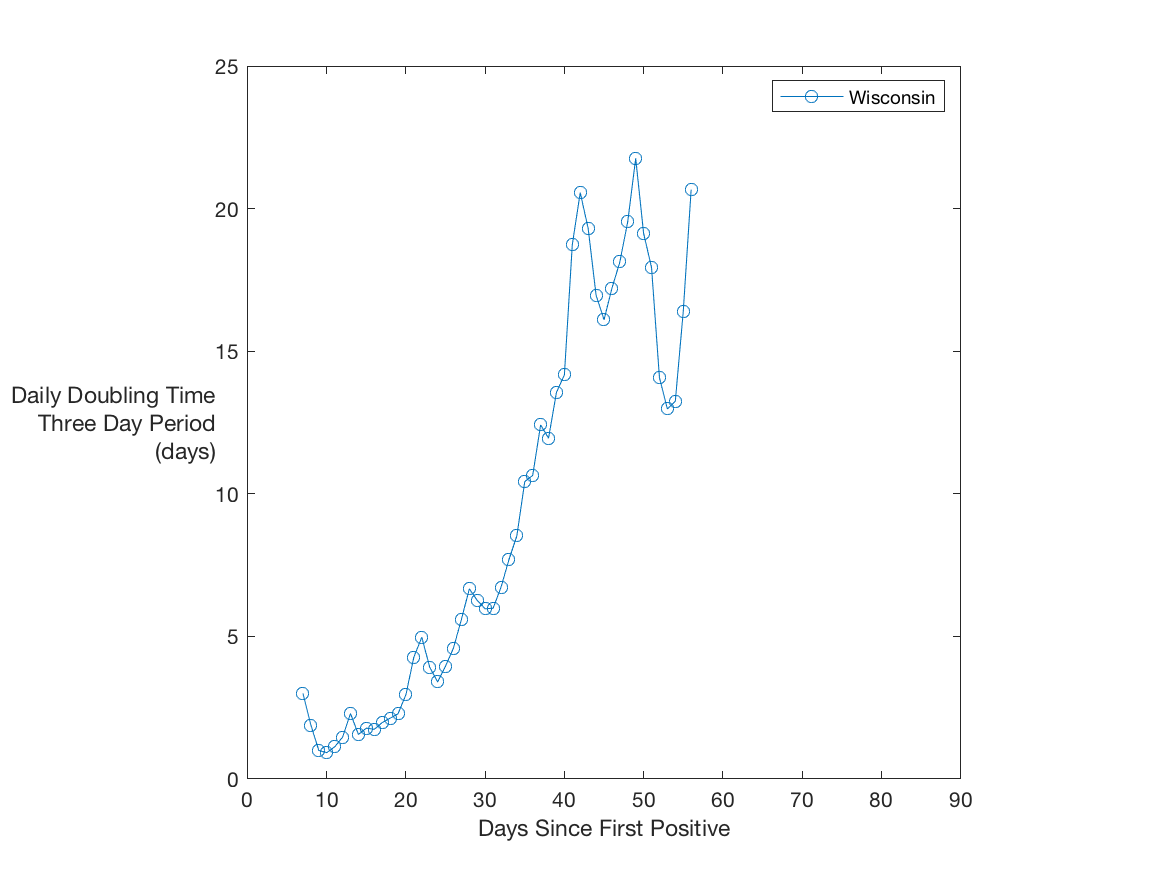 25
Wisconsin
20
15
Daily Doubling Time
Three Day Period
(days)
10
5
0
0 10 20 30 40 50 60 70 80 90
Days Since First Positive